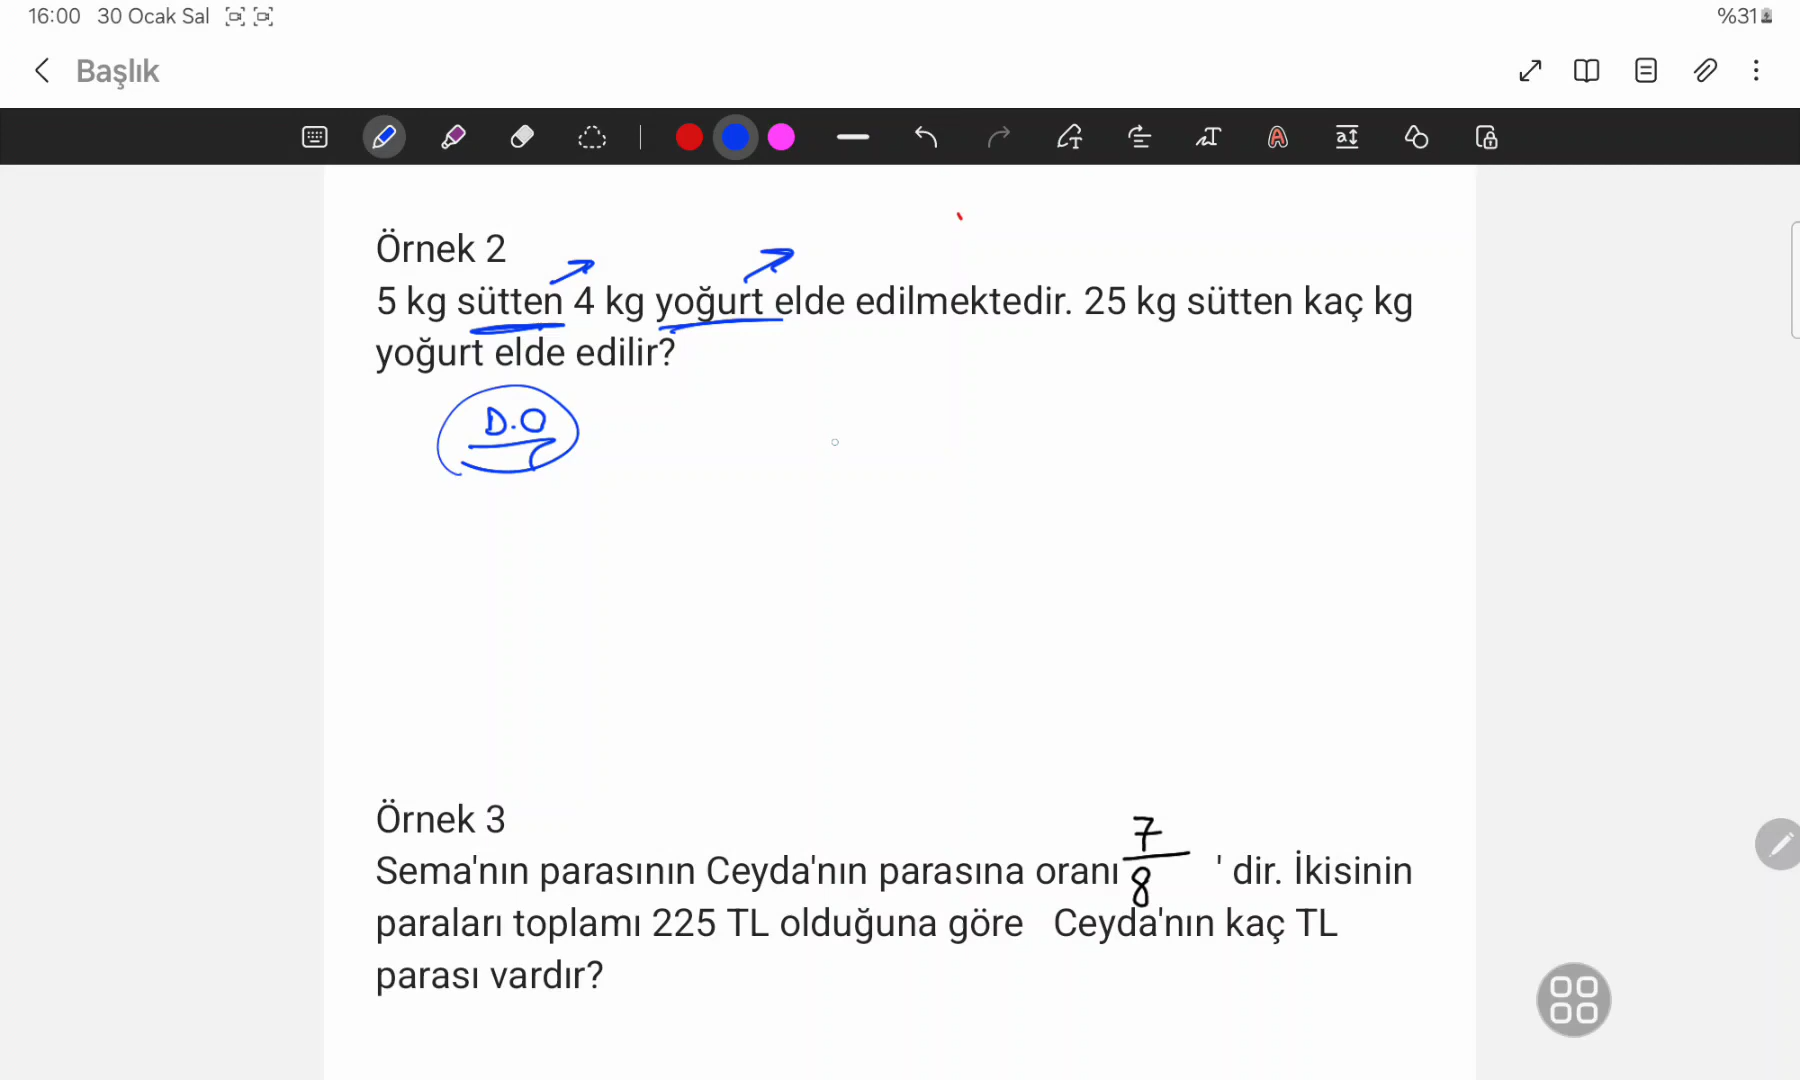 16:00 30 Ocak Sal
%31
Başlık
Örnek 2
5 kg sütten 4 kg yoğurt elde edilmektedir. 25 kg sütten kaç kg
yoğurt elde edilir?
D.O
Örnek 3
7
Sema'nın parasının Ceyda'nın parasına oranı ' dir. İkisinin
8
paraları toplamı 225 TL olduğuna göre Ceyda'nın kaç TL
parası vardır?